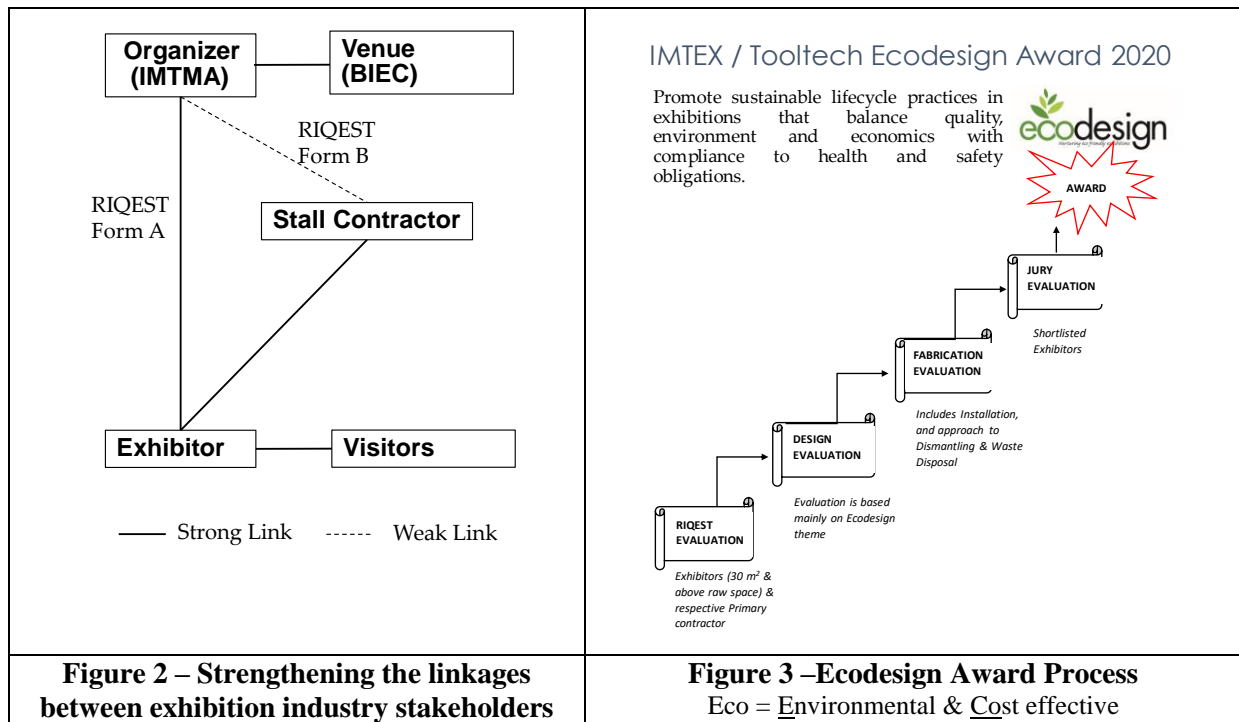 Organizer
(IMTMA)
Venue
(BIEC)
RIQEST
Form B
RIQEST
Form A
Stall Contractor
Exhibitor
Visitors
Strong Link
Weak Link
Figure 2 – Strengthening the linkages
between exhibition industry stakeholders
IMTEX / Tooltech Ecodesign Award 2020
Promote sustainable lifecycle practices in
exhibitions that balance quality,
environment and economics with
compliance to health and safety
obligations.
ecodesign
AWARD
JURY
EVALUATION
Shortlisted
Exhibitors
FABRICATION
EVALUATION
Includes Installation,
and approach to
Dismantling & Waste
Disposal
DESIGN
EVALUATION
Evaluation is based
mainly on Ecodesign
theme
RIQEST
EVALUATION
Exhibitors (30 m² &
above raw space) &
respective Primary
contractor
Figure 3 –Ecodesign Award Process
Eco = Environmental & Cost effective